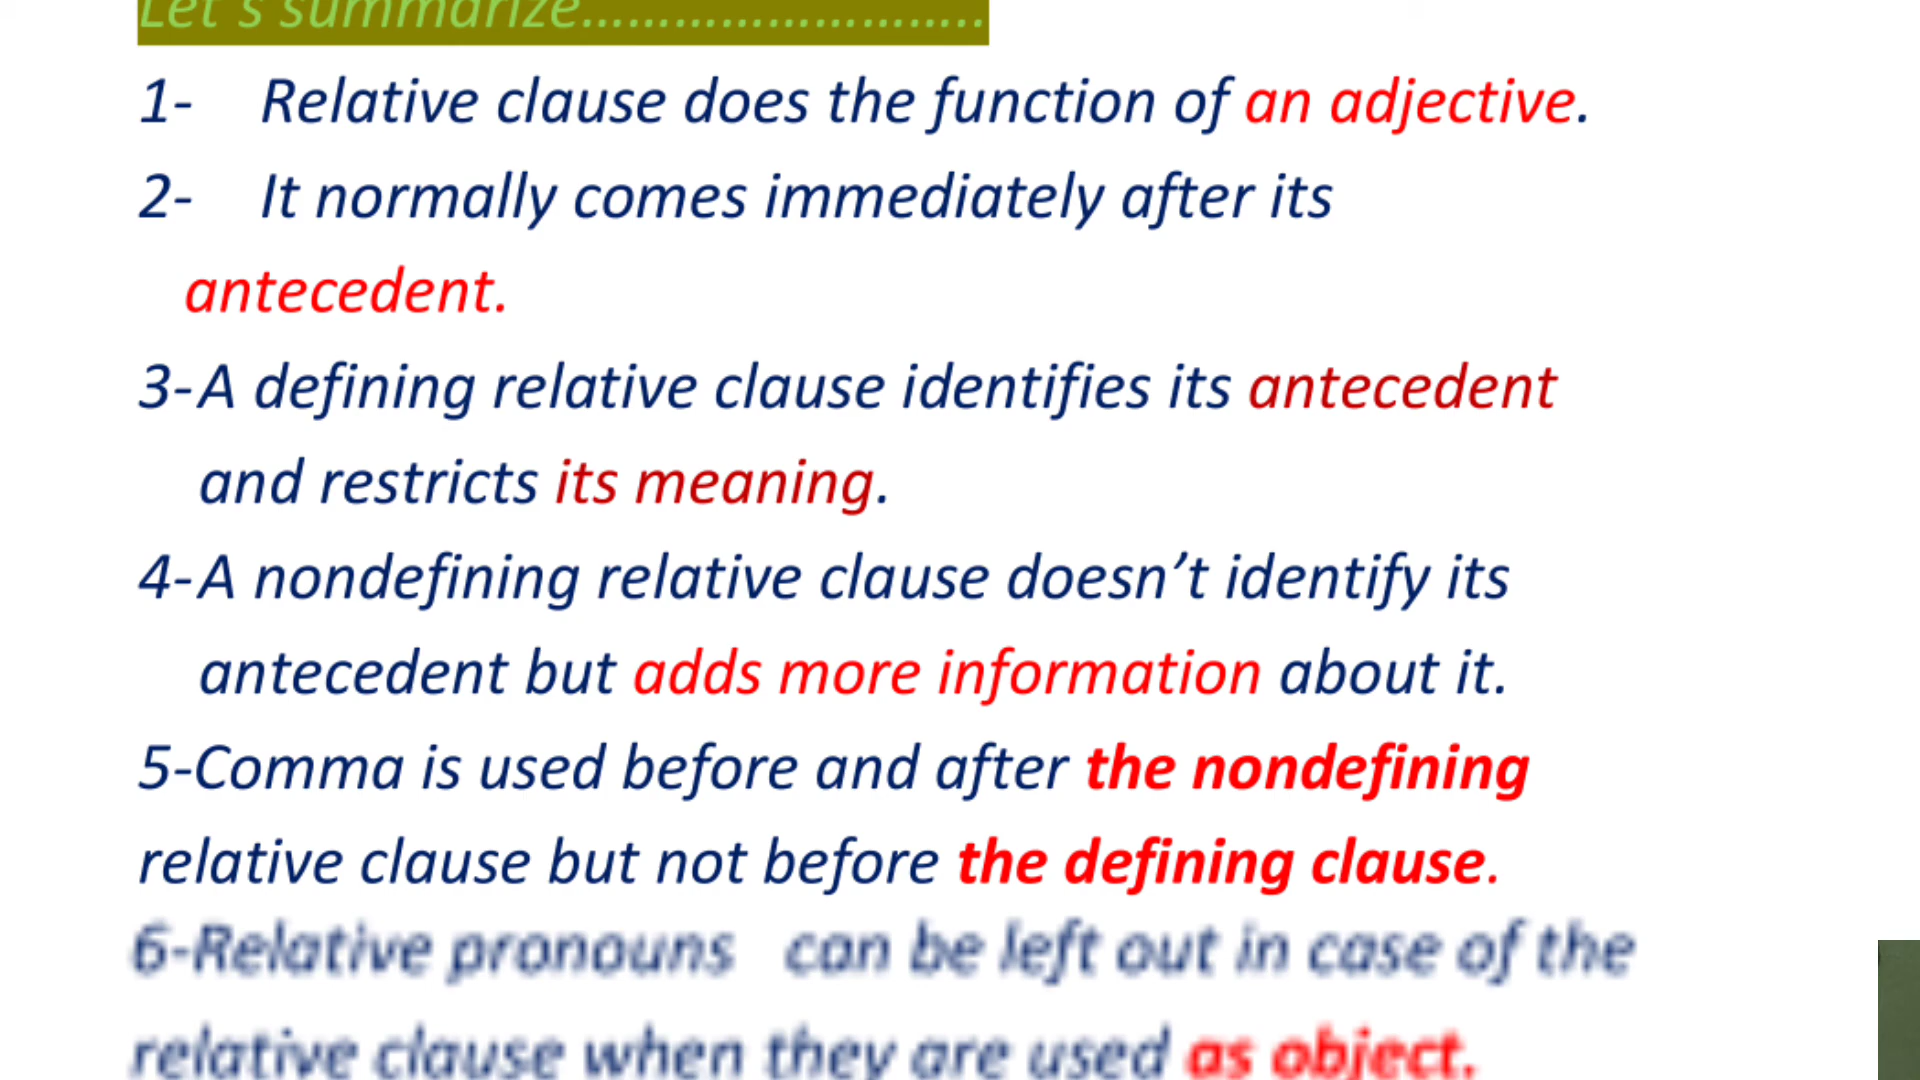 Let's summarize...............................
1- Relative clause does the function of an adjective.
2- It normally comes immediately after its
antecedent.
3-A defining relative clause identifies its antecedent
and restricts its meaning.
4-A nondefining relative clause doesn’t identify its
antecedent but adds more information about it.
5-Comma is used before and after the nondefining
relative clause but not before the defining clause.
6-Relative pronouns can be left out in case of the
relative clause when they are used as object.